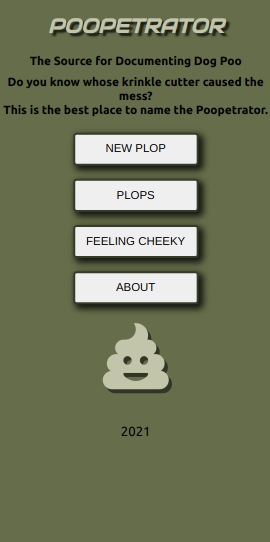 POOPETRATOR
The Source for Documenting Dog Poo
Do you know whose krinkle cutter caused the
mess?
This is the best place to name the Poopetrator.
NEW PLOP
PLOPS
FEELING CHEEKY
ABOUT
2021